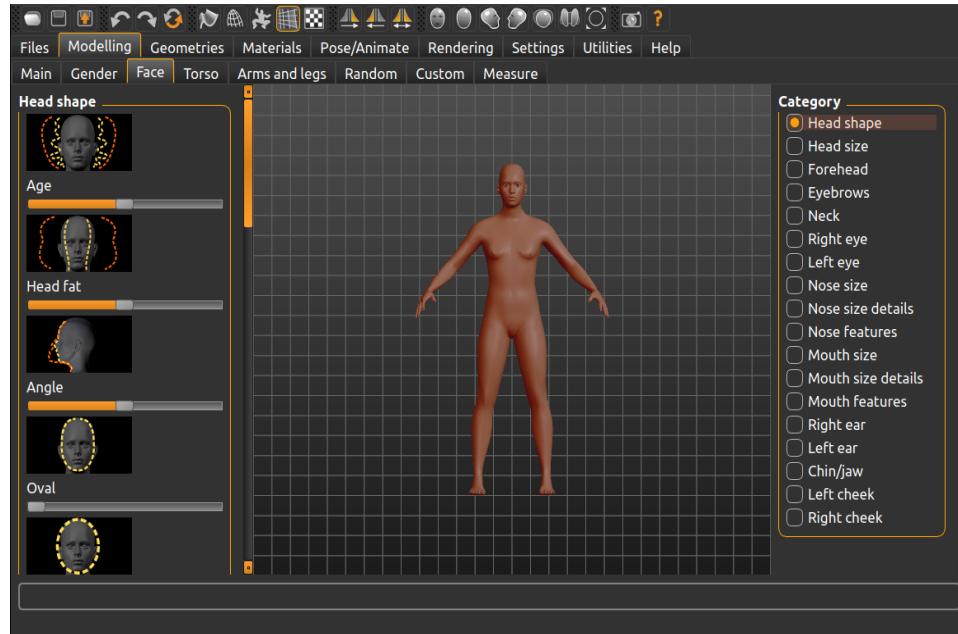 ?
Files Modelling Geometries Materials Pose/Animate Rendering Settings Utilities Help
Main Gender Face Torso Arms and legs Random Custom Measure
Head shape
Age
Head fat
Angle
Oval
Category
Head shape
Head size
Forehead
Eyebrows
Neck
Right eye
Left eye
Nose size
Nose size details
Nose features
Mouth size
Mouth size details
Mouth features
Right ear
Left ear
Chin/jaw
Left cheek
Right cheek